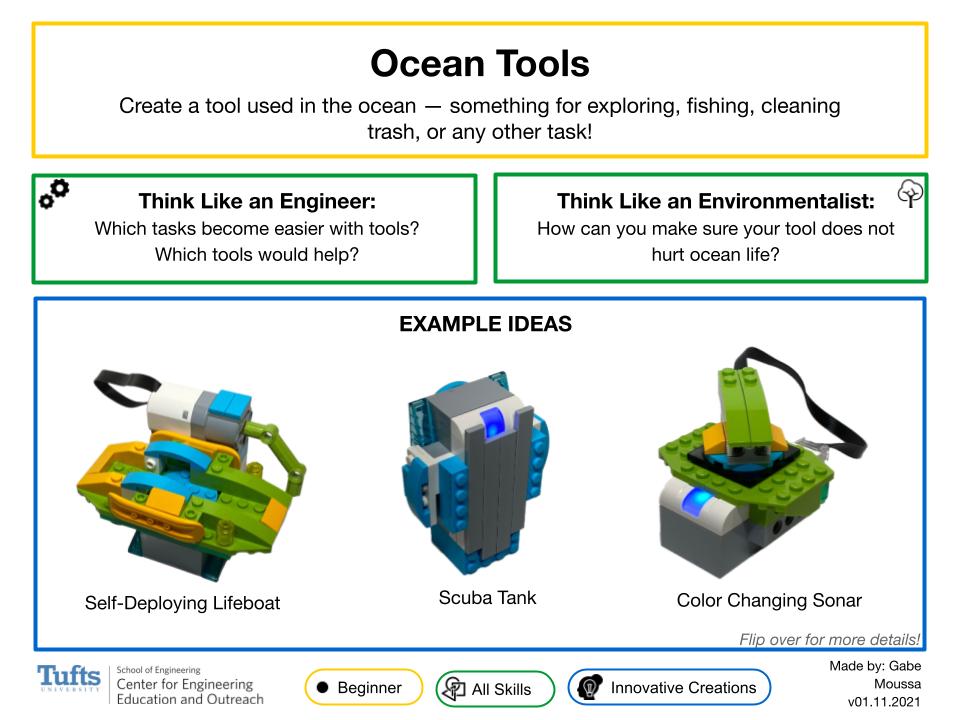 Ocean Tools
Create a tool used in the ocean — something for exploring, fishing, cleaning
trash, or any other task!
Think Like an Engineer:
Which tasks become easier with tools?
Which tools would help?
Think Like an Environmentalist:
How can you make sure your tool does not
hurt ocean life?
EXAMPLE IDEAS
Self-Deploying Lifeboat
Scuba Tank
Color Changing Sonar
Flip over for more details!
Tufts
UNIVERSITY
School of Engineering
Center for Engineering
Education and Outreach
Beginner
All Skills
Innovative Creations
Made by: Gabe
Moussa
v01.11.2021